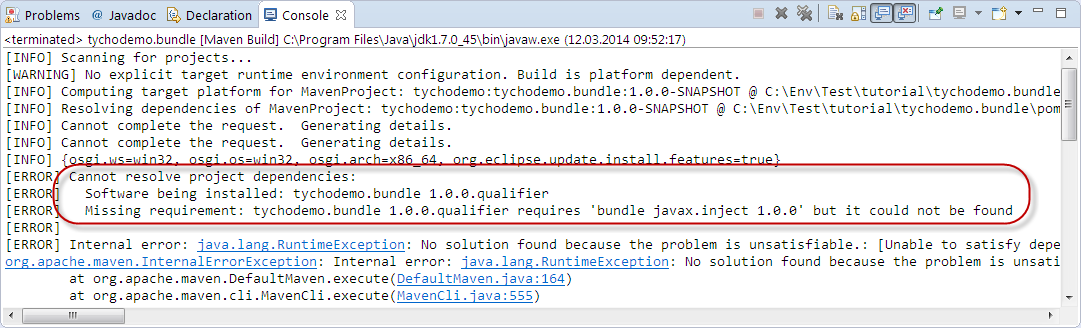 Problems @ Javadoc Declaration Console
<terminated> tychodemo.bundle [Maven Build] C:\Program Files\Java\jdk1.7.0_45\bin\javaw.exe (12.03.2014 09:52:17)
[INFO] Scanning for projects...
[WARNING] No explicit target runtime environment configuration. Build is platform dependent.
[INFO] Computing target platform for MavenProject: tychodemo:tychodemo.bundle:1.0.0-SNAPSHOT @ C:\Env\Test\tutorial\tychodemo.bundle
[INFO] Resolving dependencies of MavenProject: tychodemo:tychodemo.bundle:1.0.0-SNAPSHOT @ C:\Env\Test\tutorial\tychodemo.bundle\pom
[INFO] Cannot complete the request.  Generating details.
[INFO] Cannot complete the request.  Generating details.
[INFO] {osgi.ws=win32, osgi.os=win32, osgi.arch=x86_64, org.eclipse.update.install.features=true}
[ERROR] Cannot resolve project dependencies:
[ERROR]   Software being installed: tychodemo.bundle 1.0.0.qualifier
[ERROR]   Missing requirement: tychodemo.bundle 1.0.0.qualifier requires 'bundle javax.inject 1.0.0' but it could not be found
[ERROR]
[ERROR] Internal error: java.lang.RuntimeException: No solution found because the problem is unsatisfiable.: [Unable to satisfy depe
org.apache.maven.InternalErrorException: Internal error: java.lang.RuntimeException: No solution found because the problem is unsati
at org.apache.maven.DefaultMaven.execute(DefaultMaven.java:164)
at org.apache.maven.cli.MavenCli.execute(MavenCli.java:555)